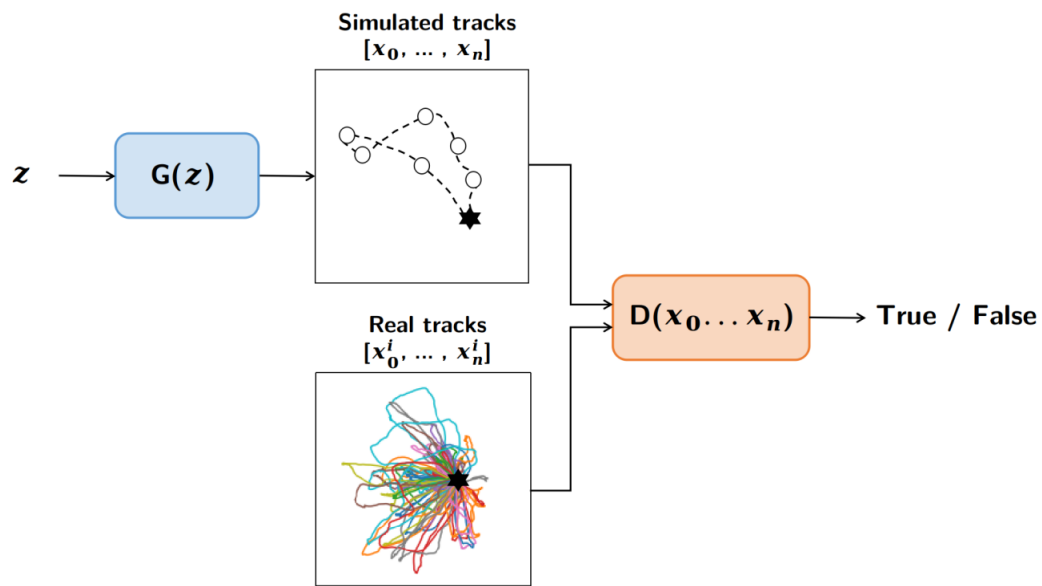 Simulated tracks
[x₀, ... , xₙ]
z
G(z)
D(x₀...xₙ)
True / False
Real tracks
[x₀ⁱ, ... , xₙⁱ]